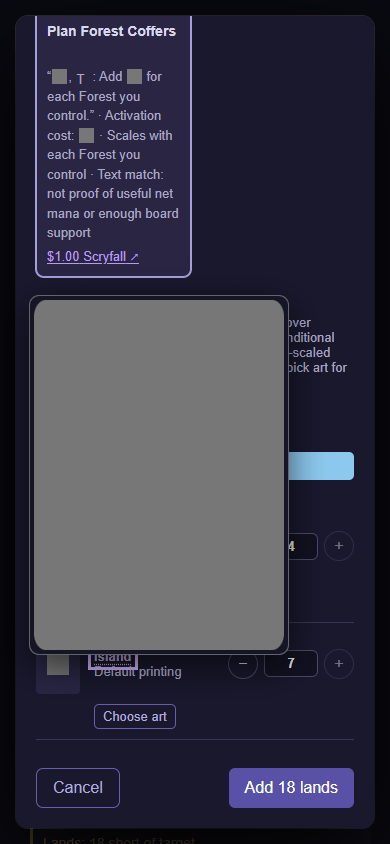 Plan Forest Coffers
“ , T : Add for
each Forest you
control.” · Activation
cost: · Scales with
each Forest you
control · Text match:
not proof of useful net
mana or enough board
support
$1.00 Scryfall ↗
over
nditional
-scaled
pick art for
4 +
Island
Default printing
− 7 +
Choose art
Cancel
Add 18 lands
Lands: 18 short of target